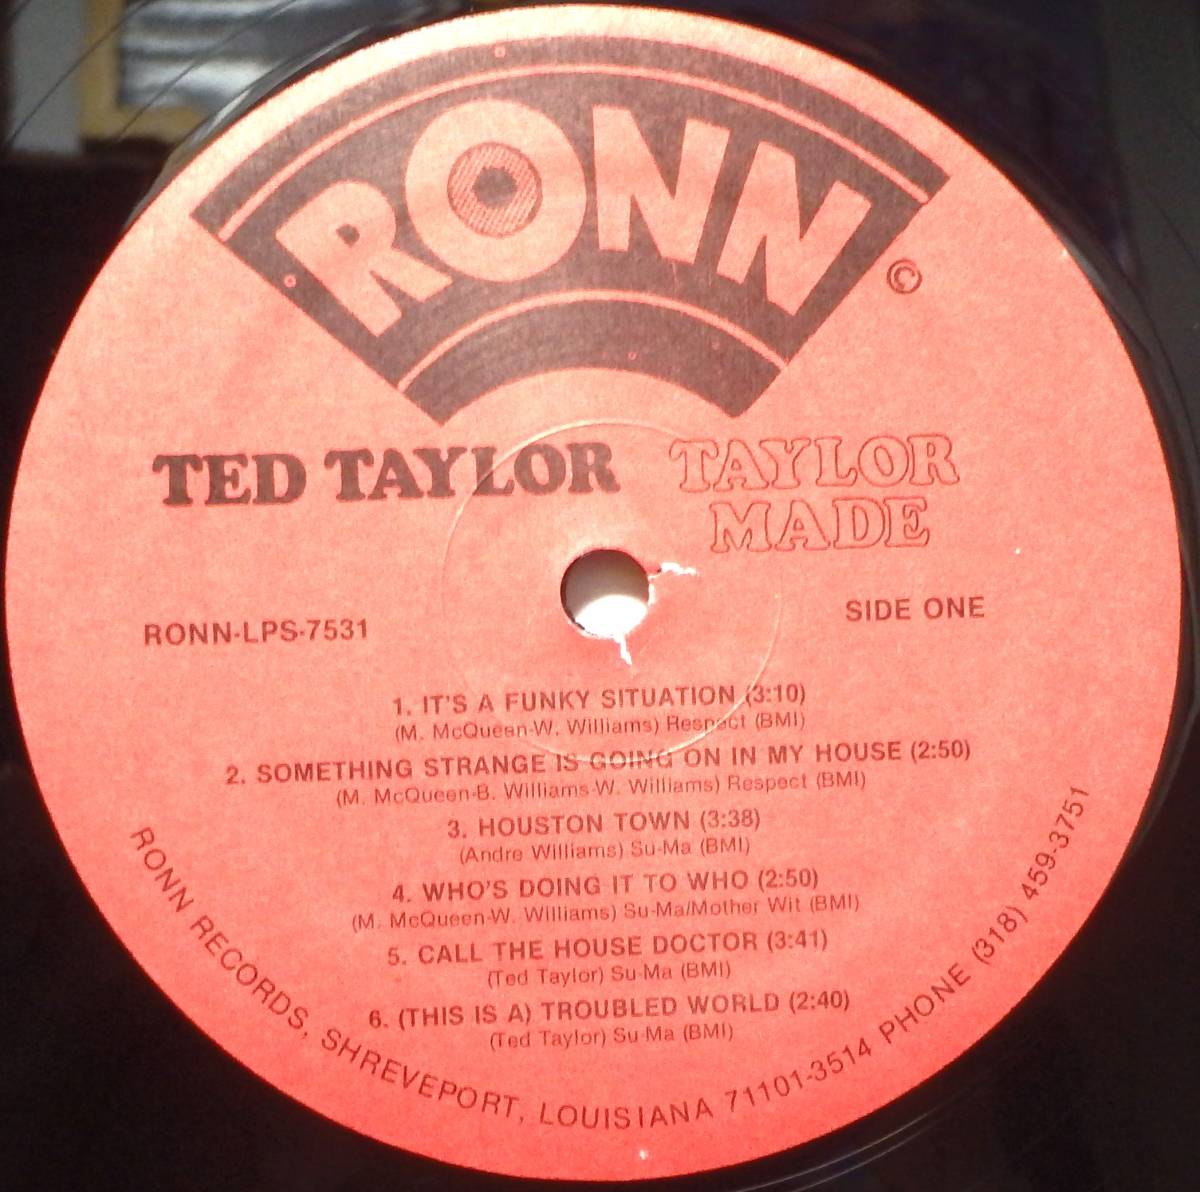 RONN
©
TED TAYLOR TAYLOR
MADE
RONN-LPS-7531
SIDE ONE
1. IT'S A FUNKY SITUATION (3:10)
(M. McQueen-W. Williams) Respect (BMI)
2. SOMETHING STRANGE IS GOING ON IN MY HOUSE (2:50)
(M. McQueen-B. Williams-W. Williams) Respect (BMI)
3. HOUSTON TOWN (3:38)
(Andre Williams) Su-Ma (BMI)
4. WHO'S DOING IT TO WHO (2:50)
(M. McQueen-W. Williams) Su-Ma/Mother Wit (BMI)
5. CALL THE HOUSE DOCTOR (3:41)
(Ted Taylor) Su-Ma (BMI)
6. (THIS IS A) TROUBLED WORLD (2:40)
(Ted Taylor) Su-Ma (BMI)
RONN RECORDS, SHREVEPORT, LOUISIANA 71101-3514 PHONE (318) 459-3751